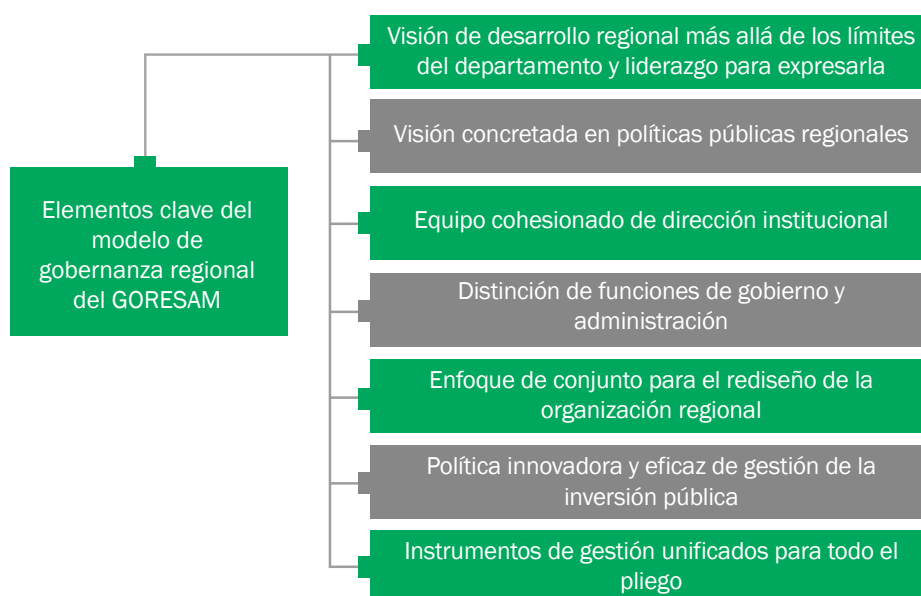 Elementos clave del
modelo de
gobernanza regional
del GORESAM
Visión de desarrollo regional más allá de los límites
del departamento y liderazgo para expresarla
Visión concretada en políticas públicas regionales
Equipo cohesionado de dirección institucional
Distinción de funciones de gobierno y
administración
Enfoque de conjunto para el rediseño de la
organización regional
Política innovadora y eficaz de gestión de la
inversión pública
Instrumentos de gestión unificados para todo el
pliego